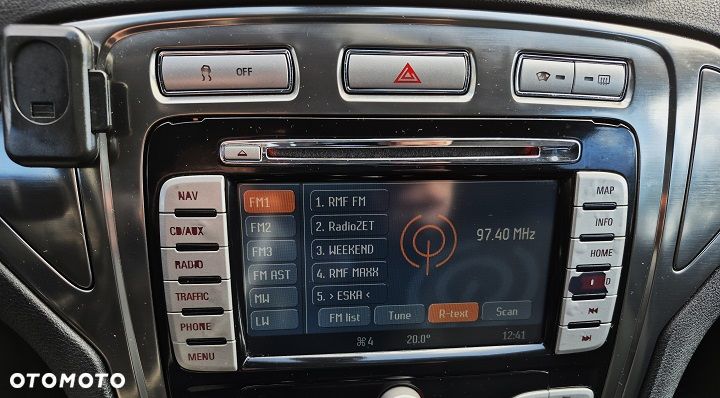 OFF
NAV
CD/AUX
RADIO
TRAFFIC
PHONE
MENU
FM1
FM2
FM3
FM AST
MW
LW
1. RMF FM
2. RadioZET
3. WEEKEND
4. RMF MAXX
5. > ESKA <
97.40 MHz
FM list
Tune
R-text
Scan
4
20.0°
12:41
MAP
INFO
HOME
D
OTOMOTO